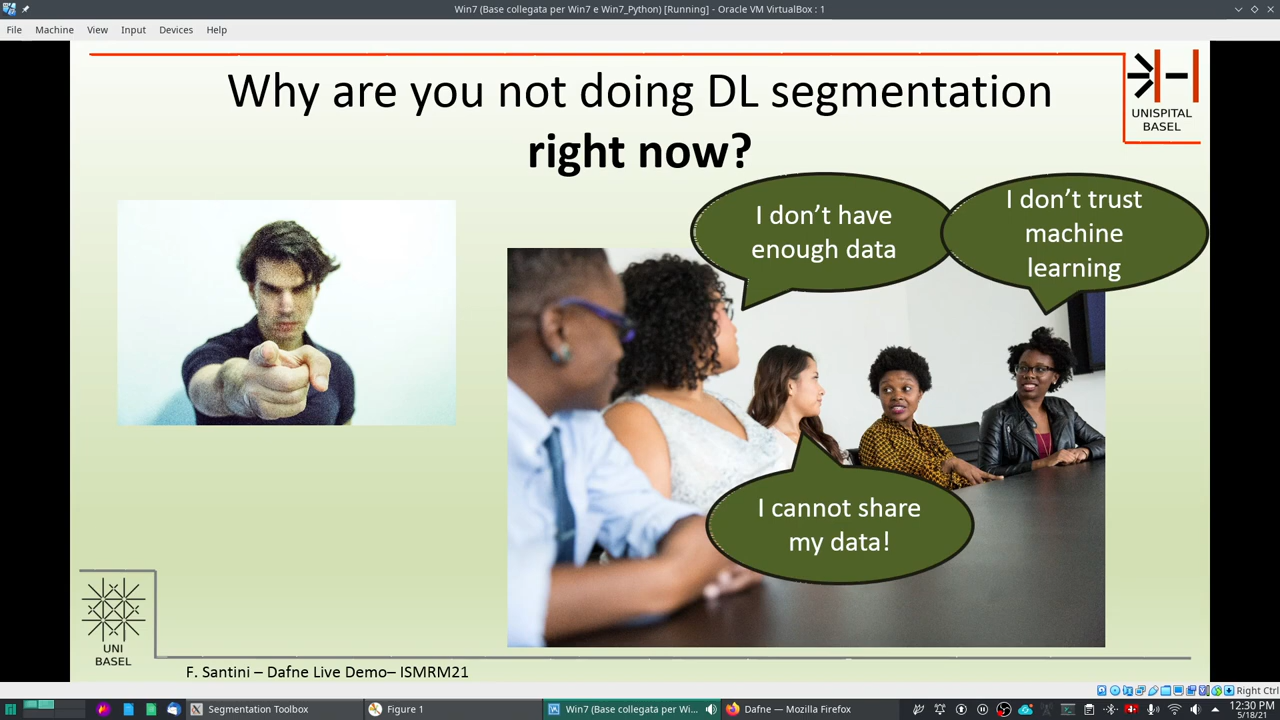 Win7 (Base collegata per Win7 e Win7_Python) [Running] - Oracle VM VirtualBox : 1
File Machine View Input Devices Help
Why are you not doing DL segmentation
right now?
UNISPITAL
BASEL
I don’t have
enough data
I don’t trust
machine
learning
I cannot share
my data!
UNI
BASEL
F. Santini – Dafne Live Demo– ISMRM21
Right Ctrl
Segmentation Toolbox
Figure 1
Win7 (Base collegata per Win7 e Wi...
Dafne — Mozilla Firefox
12:30 PM
5/18/21